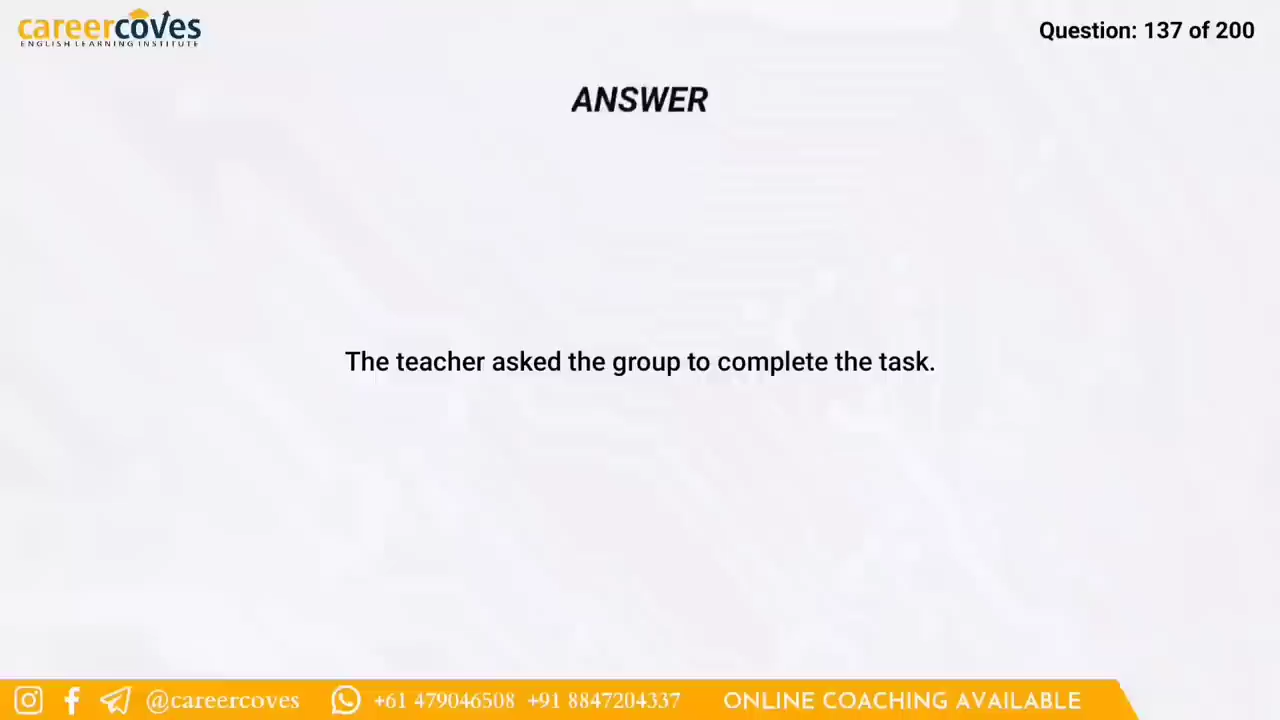 careercoves
ENGLISH LEARNING INSTITUTE
Question: 137 of 200
ANSWER
The teacher asked the group to complete the task.
@careercoves +61 479046508 +91 8847204337 ONLINE COACHING AVAILABLE